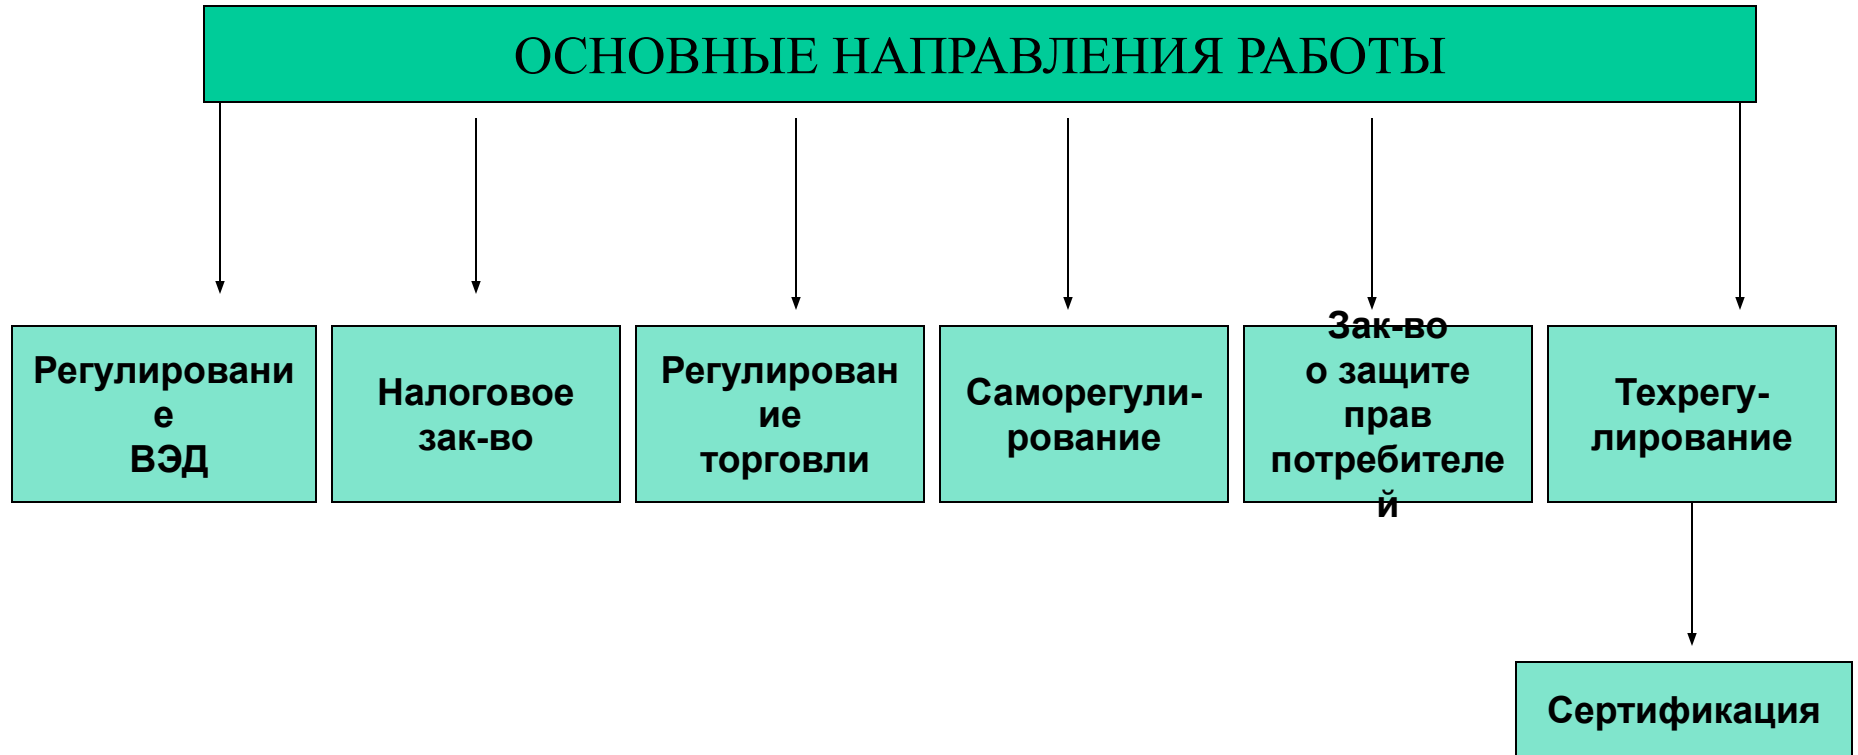 ОСНОВНЫЕ НАПРАВЛЕНИЯ РАБОТЫ
Регулировани
е
ВЭД
Налоговое
зак-во
Регулирован
ие
торговли
Саморегули-
рование
Зак-во
о защите
прав
потребителе
й
Техрегу-
лирование
Сертификация